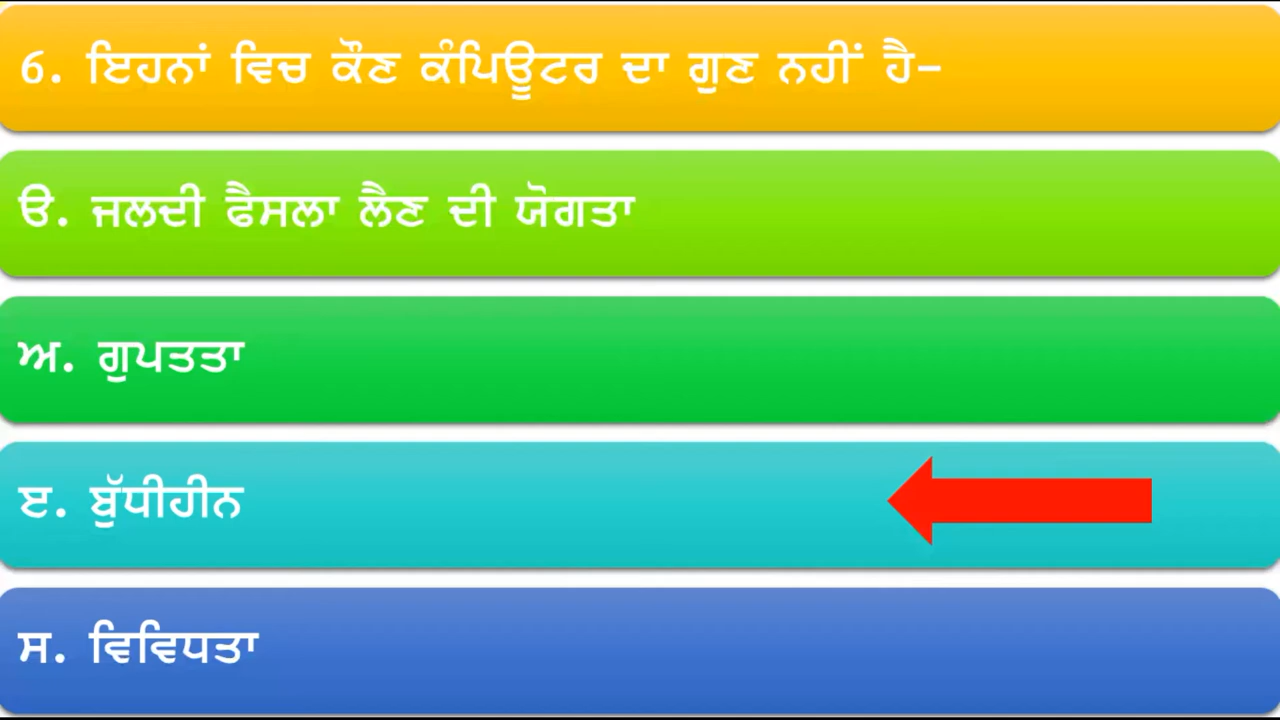 6. ਇਹਨਾਂ ਵਿਚ ਕੌਣ ਕੰਪਿਊਟਰ ਦਾ ਗੁਣ ਨਹੀਂ ਹੈ-
ੳ. ਜਲਦੀ ਫੈਸਲਾ ਲੈਣ ਦੀ ਯੋਗਤਾ
ਅ. ਗੁਪਤਤਾ
ੲ. ਬੁੱਧੀਹੀਨ
ਸ. ਵਿਵਿਧਤਾ